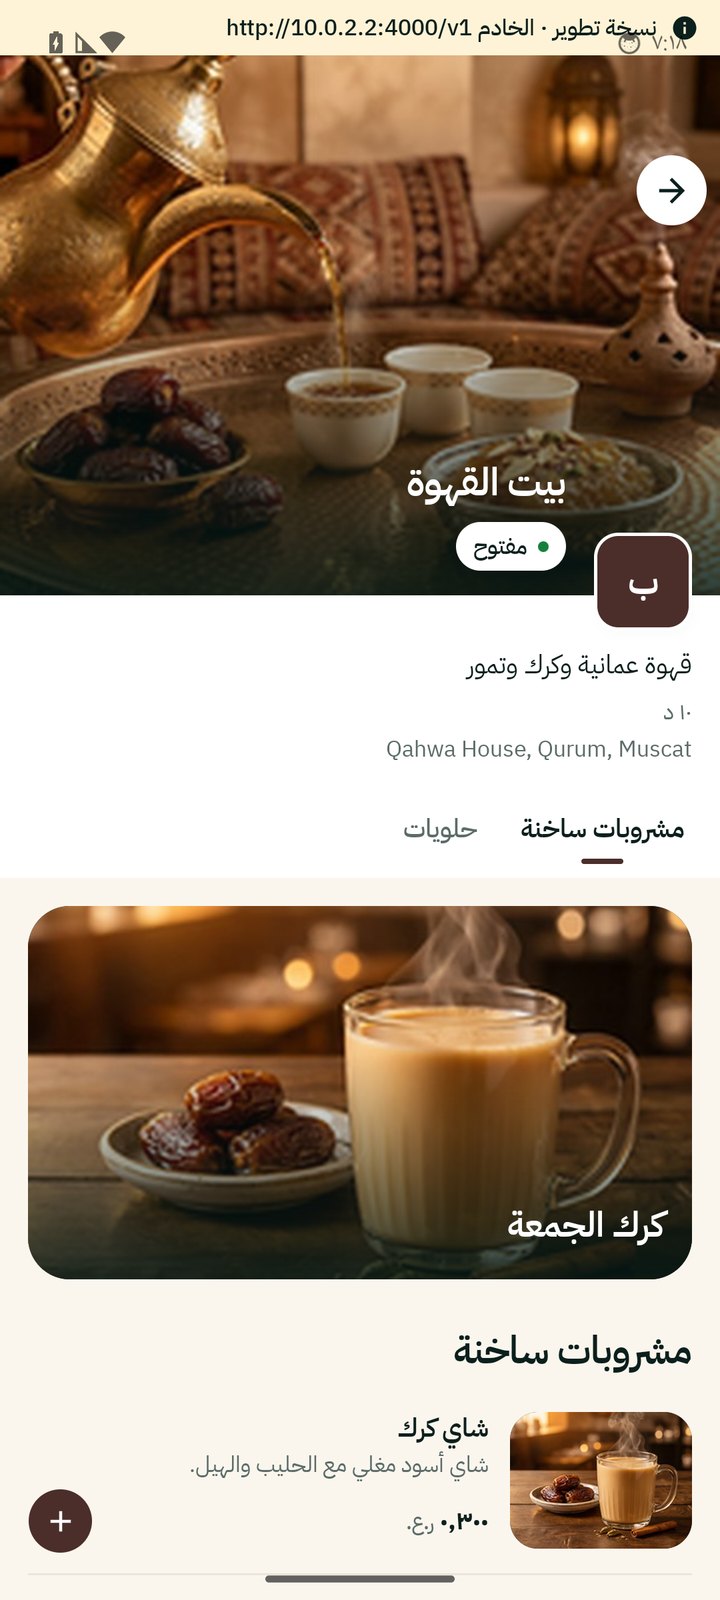 نسخة تطوير · الخادم http://10.0.2.2:4000/v1
٧:١٨
بيت القهوة
مفتوح
ب
قهوة عمانية وكرك وتمور
١٠ د
Qahwa House, Qurum, Muscat
مشروبات ساخنة
حلويات
كرك الجمعة
مشروبات ساخنة
شاي كرك
شاي أسود مغلي مع الحليب والهيل.
٠,٣٠٠ ر.ع.